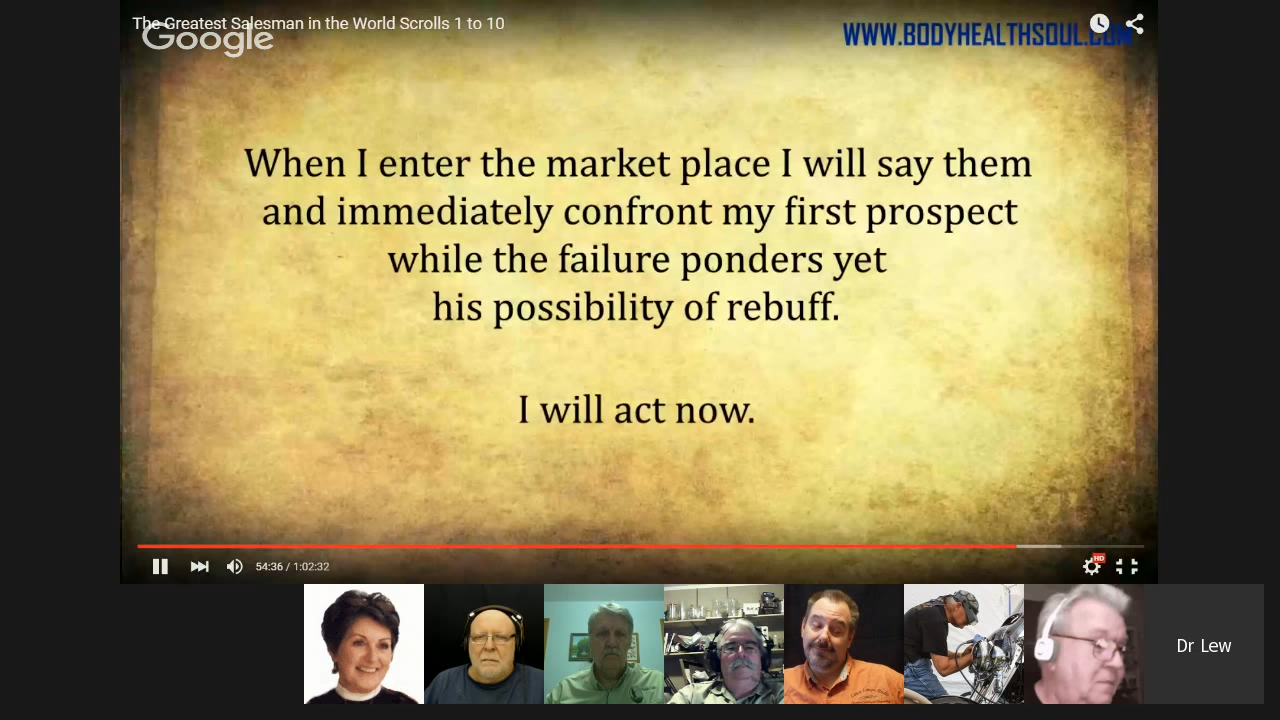 The Greatest Salesman in the World Scrolls 1 to 10
Google
WWW.BODYHEALTHSOUL.COM
When I enter the market place I will say them
and immediately confront my first prospect
while the failure ponders yet
his possibility of rebuff.
I will act now.
54:36 / 1:02:32
HD
Dr Lew